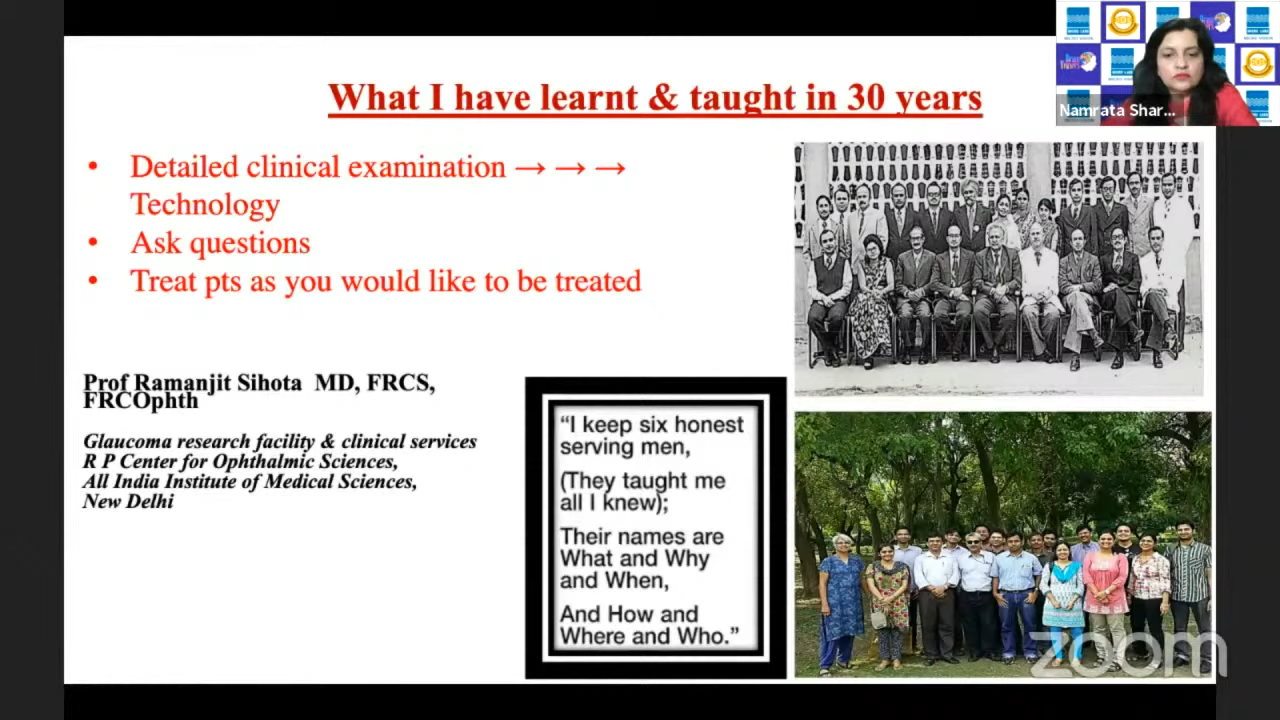 What I have learnt & taught in 30 years
• Detailed clinical examination → → →
Technology
• Ask questions
• Treat pts as you would like to be treated
Prof Ramanjit Sihota MD, FRCS,
FRCOphth
Glaucoma research facility & clinical services
R P Center for Ophthalmic Sciences,
All India Institute of Medical Sciences,
New Delhi
“I keep six honest
serving men,
(They taught me
all I knew);
Their names are
What and Why
and When,
And How and
Where and Who.”
Namrata Shar...
zoom